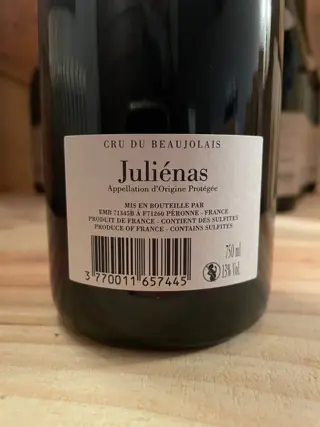 CRU DU BEAUJOLAIS
Juliénas
Appellation d'Origine Protégée
MIS EN BOUTEILLE PAR
EMB 71345B À F71260 PÉRONNE - FRANCE
PRODUIT DE FRANCE - CONTIENT DES SULFITES
PRODUCE OF FRANCE - CONTAINS SULFITES
3 770011 657445
750 ml
13% Vol.